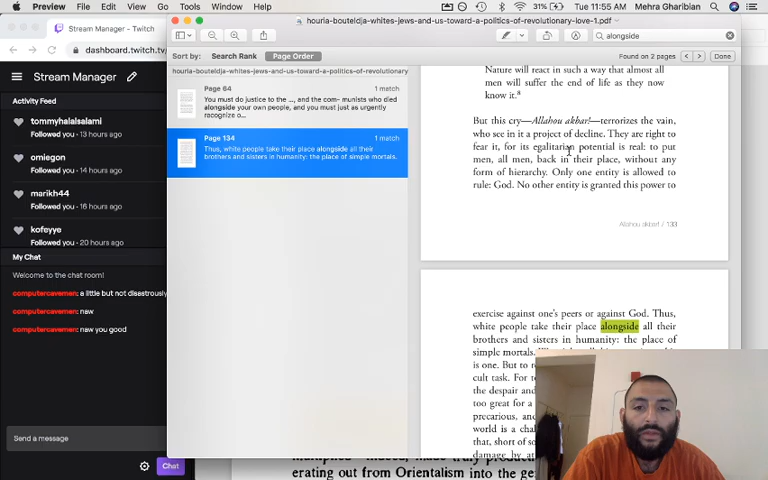 Preview File Edit View Go Tools Window Help
31% Tue 11:55 AM Mehra Gharibian
Stream Manager - Twitch
dashboard.twitch.tv
houria-bouteldja-whites-jews-and-us-toward-a-politics-of-revolutionary-love-1.pdf
alongside
Stream Manager
Sort by: Search Rank Page Order
Found on 2 pages
Done
houria-bouteldja-whites-jews-and-us-toward-a-politics-of-revolutionary
Activity Feed
tommyhalalsalami
Followed you · 13 hours ago
omiegon
Followed you · 14 hours ago
marikh44
Followed you · 16 hours ago
kofeyye
Followed you · 20 hours ago
My Chat
Welcome to the chat room!
computercavemen: a little but not disastrously
computercavemen: naw
computercavemen: naw you good
Send a message
Chat
Page 64 1 match
You must do justice to the ..., and the com- munists who died
alongside your own people, and you must just as urgently
recognize o...
Page 134 1 match
Thus, white people take their place alongside all their
brothers and sisters in humanity: the place of simple mortals.
Nature will react in such a way that almost all
men will suffer the end of life as they now
know it.8
But this cry—Allahou akbar!—terrorizes the vain,
who see in it a project of decline. They are right to
fear it, for its egalitarian potential is real: to put
men, all men, back in their place, without any
form of hierarchy. Only one entity is allowed to
rule: God. No other entity is granted this power to
Allahou akbar! / 133
exercise against one's peers or against God. Thus,
white people take their place alongside all their
brothers and sisters in humanity: the place of
simple mortals.
is one. But to
cult task. For
the despair and
too great for a
precarious, and
world is a
that, short of
damage by
erating out from Orientalism into the